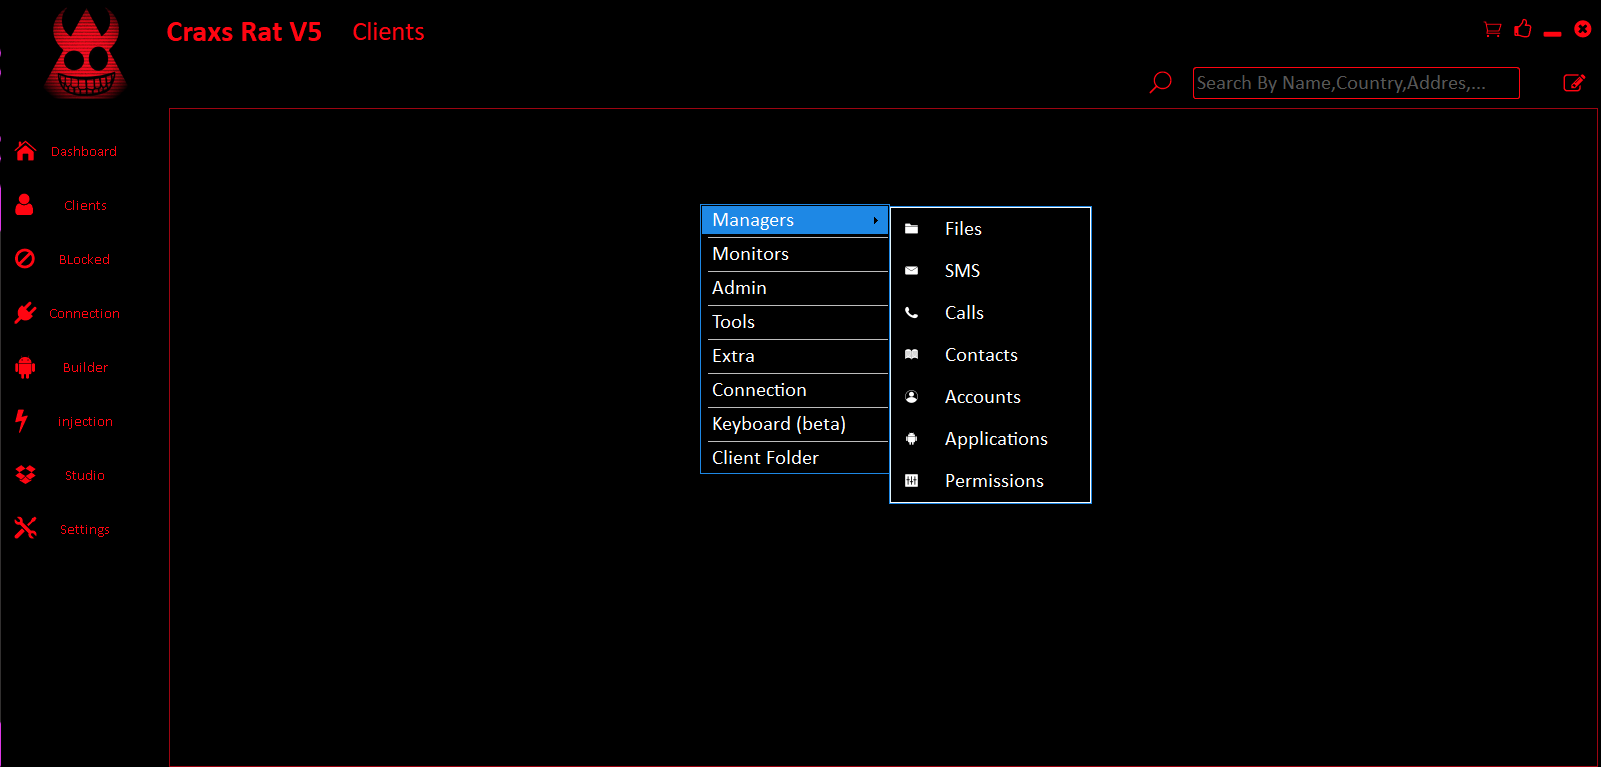 Craxs Rat V5 Clients
Search By Name,Country,Addres,...
Dashboard
Clients
BLocked
Connection
Builder
injection
Studio
Settings
Managers
Monitors
Admin
Tools
Extra
Connection
Keyboard (beta)
Client Folder
Files
SMS
Calls
Contacts
Accounts
Applications
Permissions